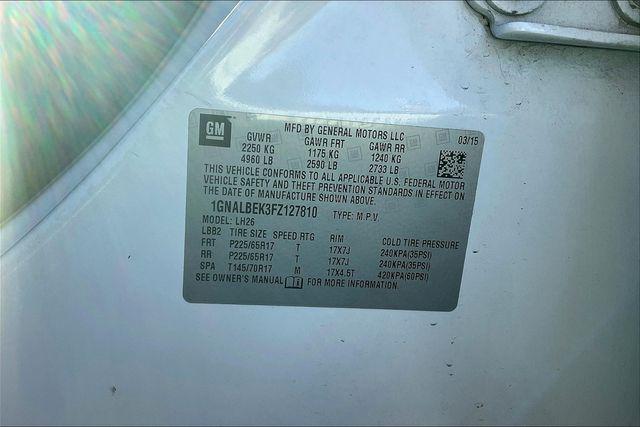 GM
MFD BY GENERAL MOTORS LLC 03/15
GVWR GAWR FRT GAWR RR
2250 KG 1175 KG 1240 KG
4960 LB 2590 LB 2733 LB
THIS VEHICLE CONFORMS TO ALL APPLICABLE U.S. FEDERAL MOTOR
VEHICLE SAFETY AND THEFT PREVENTION STANDARDS IN EFFECT ON
THE DATE OF MANUFACTURE SHOWN ABOVE.
1GNALBEK3FZ127810 TYPE: M.P.V.
MODEL: LH26
LBB2 TIRE SIZE SPEED RTG RIM COLD TIRE PRESSURE
FRT P225/65R17 T 17X7J 240KPA(35PSI)
RR P225/65R17 T 17X7J 240KPA(35PSI)
SPA T145/70R17 M 17X4.5T 420KPA(60PSI)
SEE OWNER'S MANUAL FOR MORE INFORMATION.